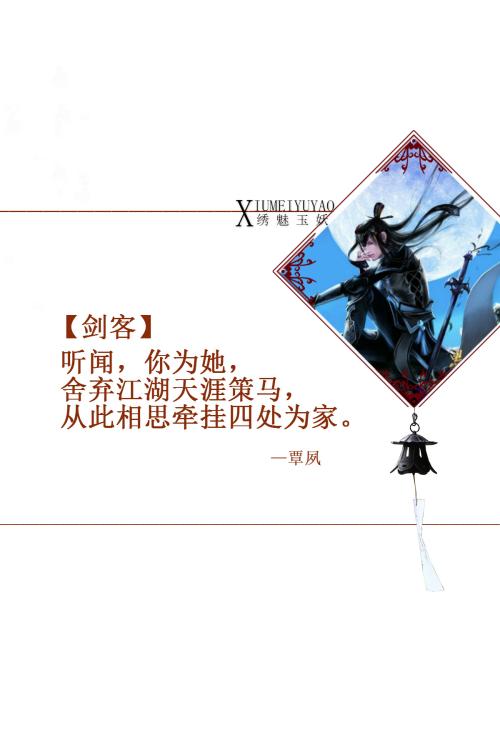 XIUMEIYUYAO
绣魅玉妖
【剑客】
听闻，你为她，
舍弃江湖天涯策马，
从此相思牵挂四处为家。
—覃夙